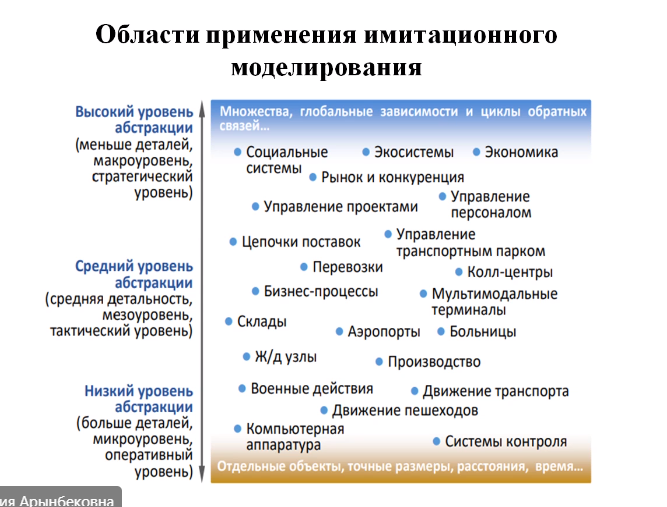 Области применения имитационного
моделирования
Высокий уровень
абстракции
(меньше деталей,
макроуровень,
стратегический
уровень)
Средний уровень
абстракции
(средняя детальность,
мезоуровень,
тактический уровень)
Низкий уровень
абстракции
(больше деталей,
микроуровень,
оперативный
уровень)
Множества, глобальные зависимости и циклы обратных
связей...
Социальные
системы
Экосистемы
Экономика
Рынок и конкуренция
Управление проектами
Управление
персоналом
Цепочки поставок
Управление
транспортным парком
Перевозки
Колл-центры
Бизнес-процессы
Мультимодальные
терминалы
Склады
Аэропорты
Больницы
Ж/д узлы
Производство
Военные действия
Движение транспорта
Движение пешеходов
Компьютерная
аппаратура
Системы контроля
Отдельные объекты, точные размеры, расстояния, время...
ия Арынбековна